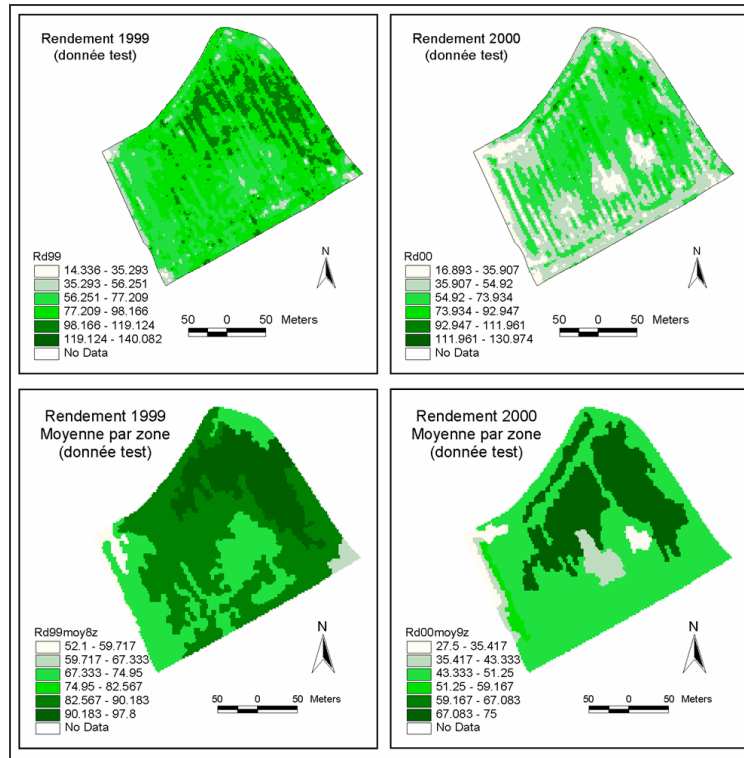 Rendement 1999
(donnée test)
Rd99
14.336 - 35.293
35.293 - 56.251
56.251 - 77.209
77.209 - 98.166
98.166 - 119.124
119.124 - 140.082
No Data
N
50 0 50 Meters
Rendement 2000
(donnée test)
Rd00
16.893 - 35.907
35.907 - 54.92
54.92 - 73.934
73.934 - 92.947
92.947 - 111.961
111.961 - 130.974
No Data
N
50 0 50 Meters
Rendement 1999
Moyenne par zone
(donnée test)
Rd99moy8z
52.1 - 59.717
59.717 - 67.333
67.333 - 74.95
74.95 - 82.567
82.567 - 90.183
90.183 - 97.8
No Data
N
50 0 50 Meters
Rendement 2000
Moyenne par zone
(donnée test)
Rd00moy9z
27.5 - 35.417
35.417 - 43.333
43.333 - 51.25
51.25 - 59.167
59.167 - 67.083
67.083 - 75
No Data
N
50 0 50 Meters